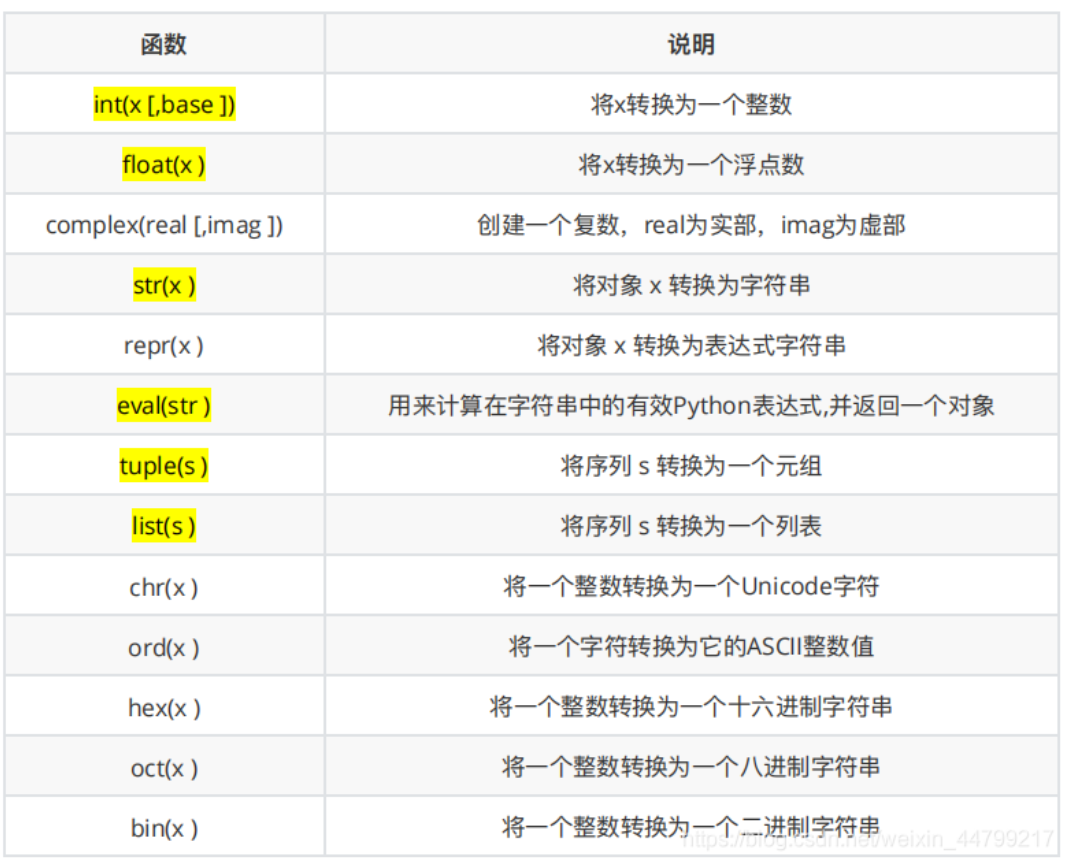 函数 说明
int(x [,base ]) 将x转换为一个整数
float(x ) 将x转换为一个浮点数
complex(real [,imag ]) 创建一个复数，real为实部，imag为虚部
str(x ) 将对象 x 转换为字符串
repr(x ) 将对象 x 转换为表达式字符串
eval(str ) 用来计算在字符串中的有效Python表达式,并返回一个对象
tuple(s ) 将序列 s 转换为一个元组
list(s ) 将序列 s 转换为一个列表
chr(x ) 将一个整数转换为一个Unicode字符
ord(x ) 将一个字符转换为它的ASCII整数值
hex(x ) 将一个整数转换为一个十六进制字符串
oct(x ) 将一个整数转换为一个八进制字符串
bin(x ) 将一个整数转换为一个二进制字符串
https://blog.csdn.net/weixin_44799217